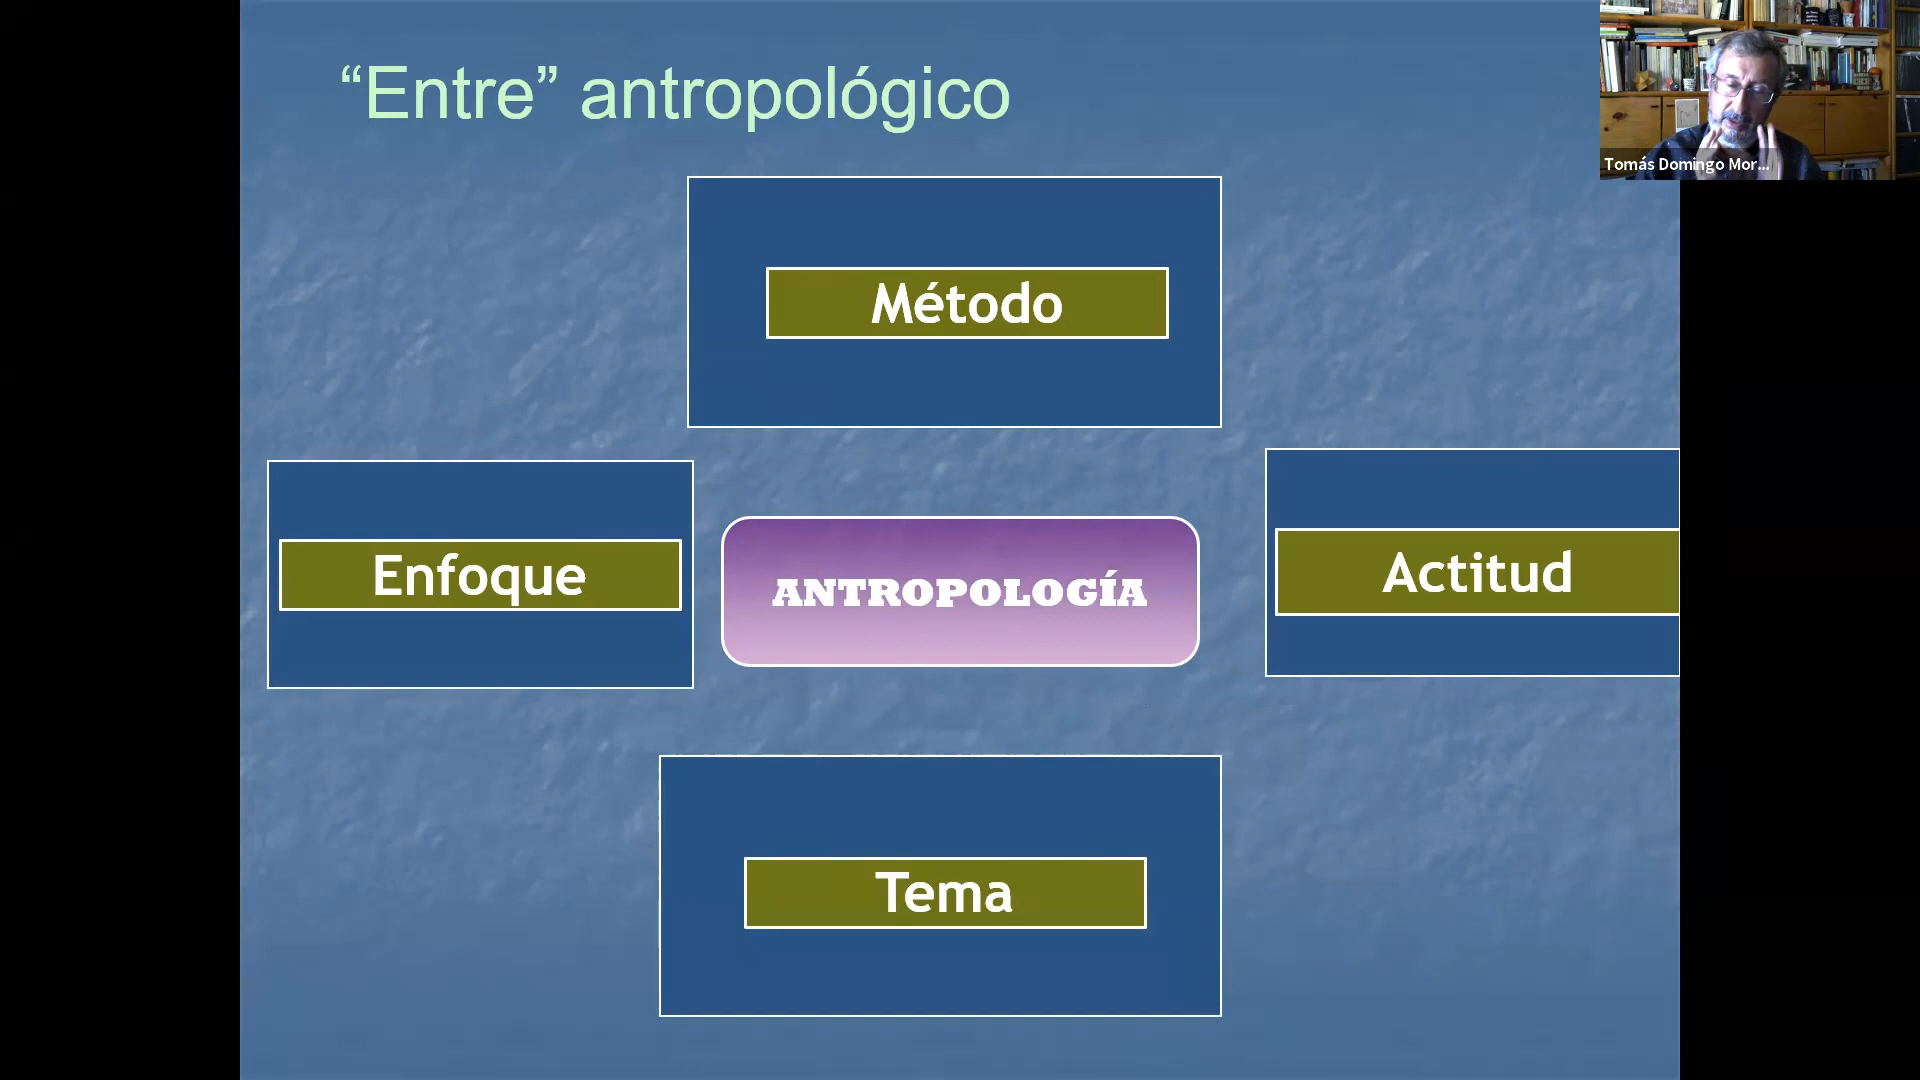 “Entre” antropológico
Tomás Domingo Mor...
Método
Enfoque
ANTROPOLOGÍA
Actitud
Tema